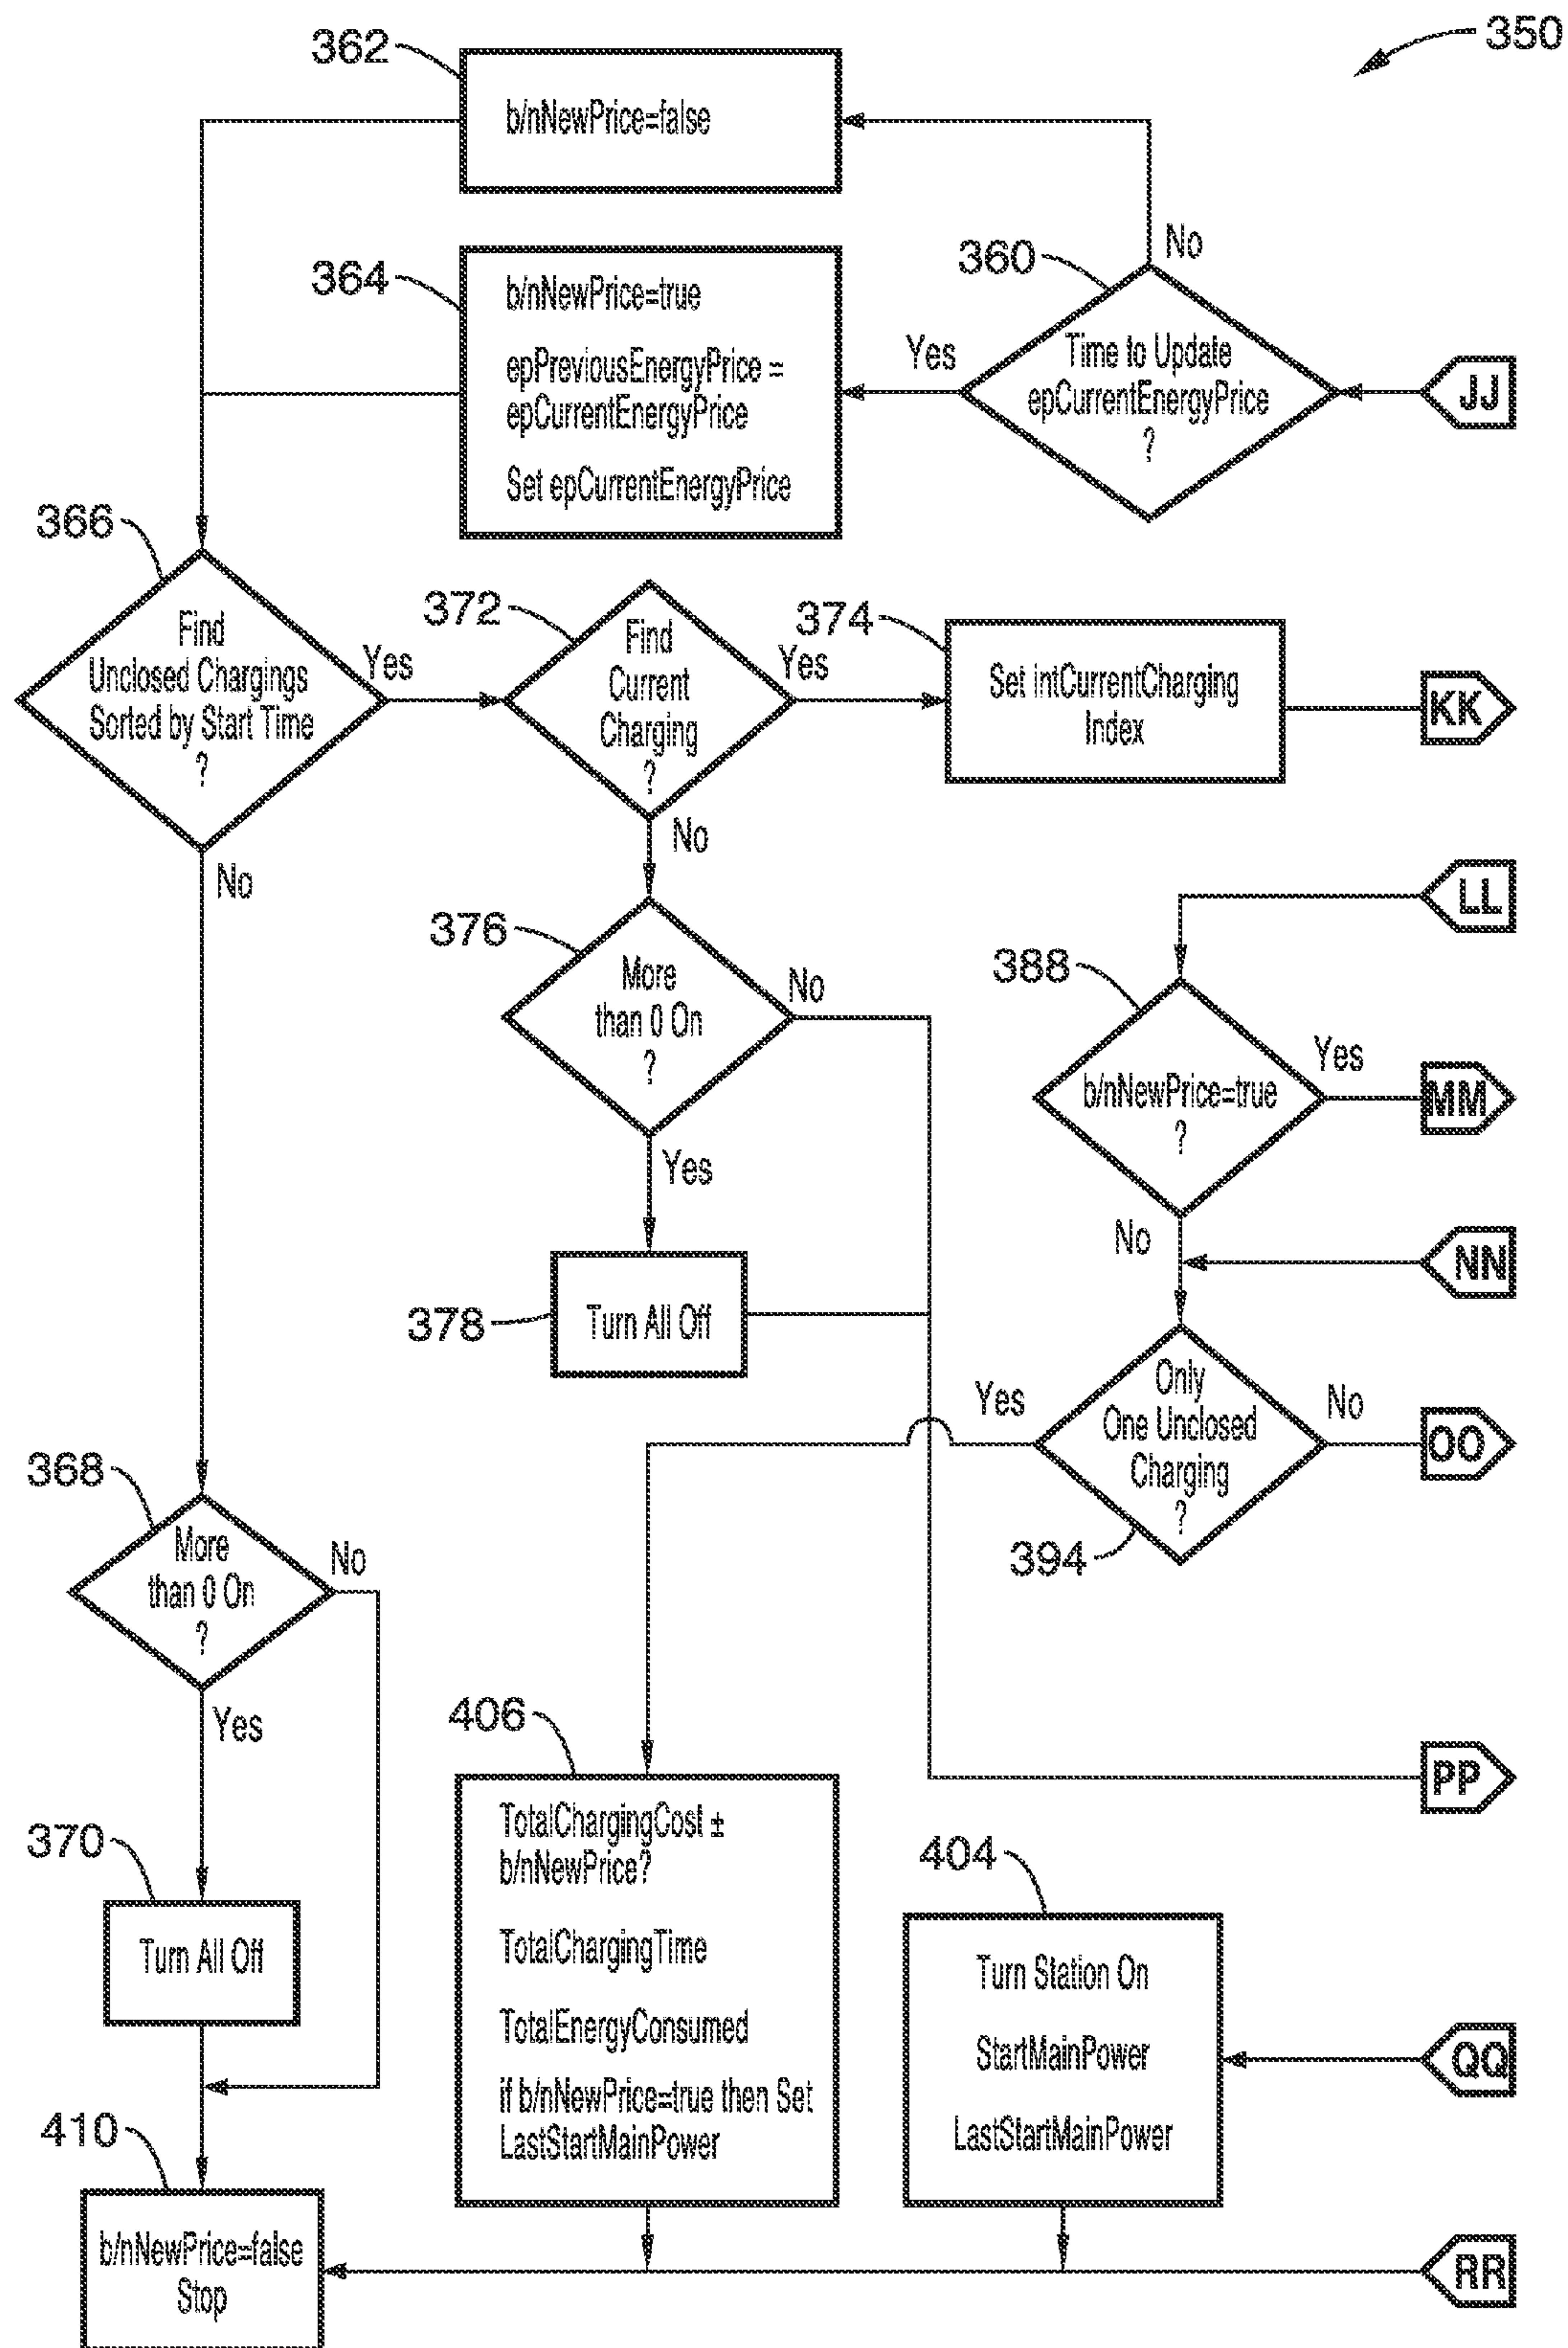 350
362
b/nNewPrice=false
No
360
364
b/nNewPrice=true
epPreviousEnergyPrice =
epCurrentEnergyPrice
Set epCurrentEnergyPrice
Yes
Time to Update
epCurrentEnergyPrice
?
JJ
366
Find
Unclosed Chargings
Sorted by Start Time
?
Yes
No
372
Find
Current
Charging
?
Yes
No
374
Set intCurrentCharging
Index
KK
LL
376
More
than 0 On
?
No
Yes
388
b/nNewPrice=true
?
Yes
MM
No
NN
378
Turn All Off
Yes
Only
One Unclosed
Charging
?
No
OO
394
368
More
than 0 On
?
No
Yes
PP
406
TotalChargingCost ±
b/nNewPrice?
TotalChargingTime
TotalEnergyConsumed
if b/nNewPrice=true then Set
LastStartMainPower
404
Turn Station On
StartMainPower
LastStartMainPower
QQ
370
Turn All Off
410
b/nNewPrice=false
Stop
RR